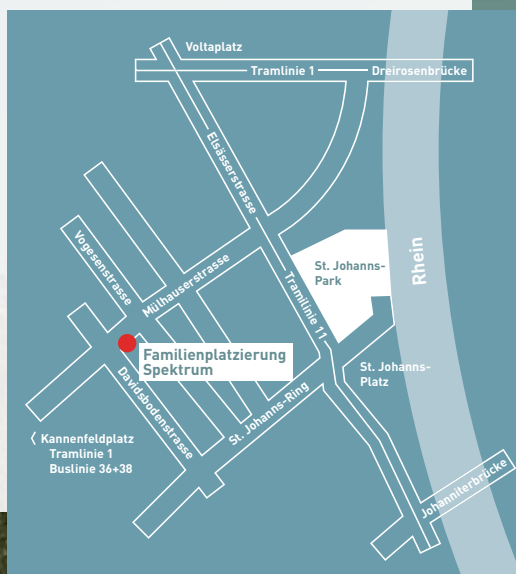 Voltaplatz
Tramlinie 1
Dreirosenbrücke
Elsässerstrasse
Vogesenstrasse
Mülhauserstrasse
St. Johanns-
Park
Rhein
Tramilinie 11
Familienplatzierung
Spektrum
St. Johanns-
Platz
Davidsbodenstrasse
St. Johanns-Ring
〈 Kannenfeldplatz
Tramlinie 1
Buslinie 36+38
Johanniterbrücke